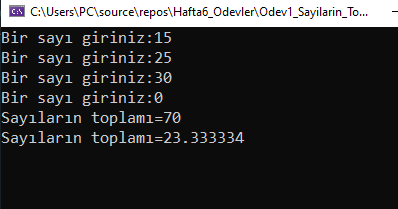 C:\Users\PC\source\repos\Hafta6_Odevler\Odev1_Sayilarin_To...
Bir sayı giriniz:15
Bir sayı giriniz:25
Bir sayı giriniz:30
Bir sayı giriniz:0
Sayıların toplamı=70
Sayıların toplamı=23.333334